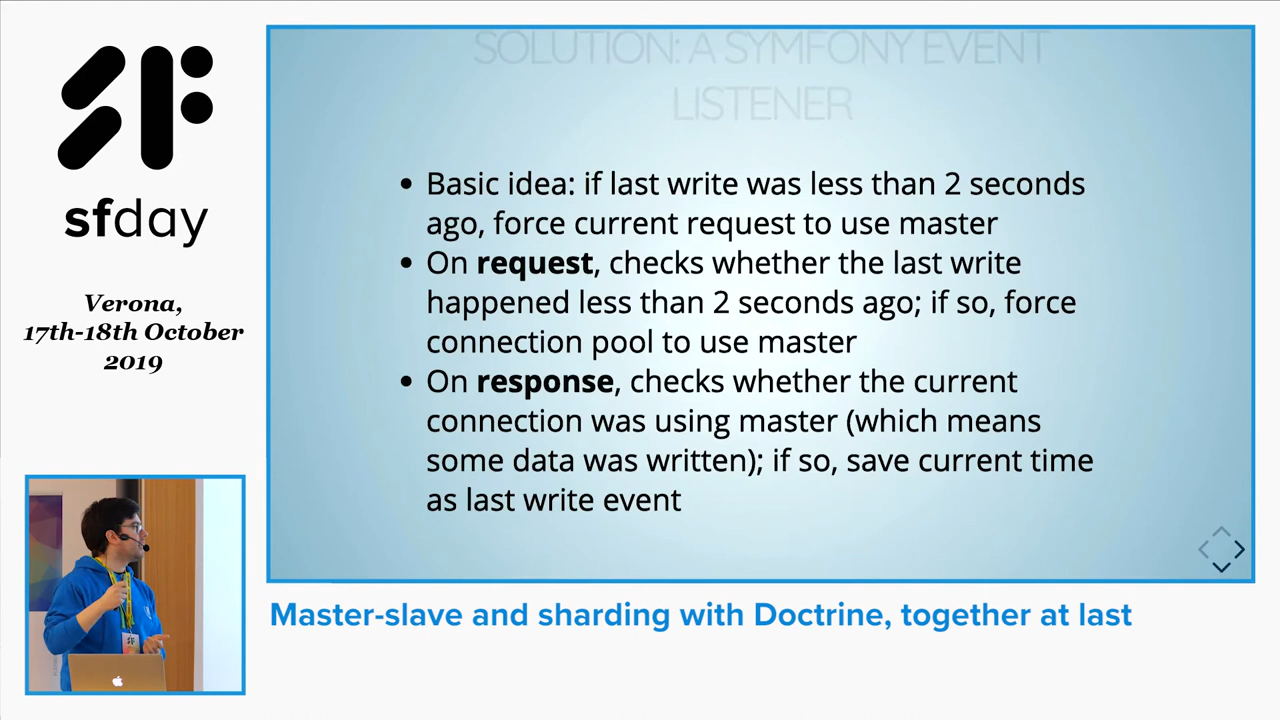 sfday
Verona,
17th-18th October
2019
SOLUTION: A SYMFONY EVENT
LISTENER
• Basic idea: if last write was less than 2 seconds
ago, force current request to use master
• On request, checks whether the last write
happened less than 2 seconds ago; if so, force
connection pool to use master
• On response, checks whether the current
connection was using master (which means
some data was written); if so, save current time
as last write event
Master-slave and sharding with Doctrine, together at last